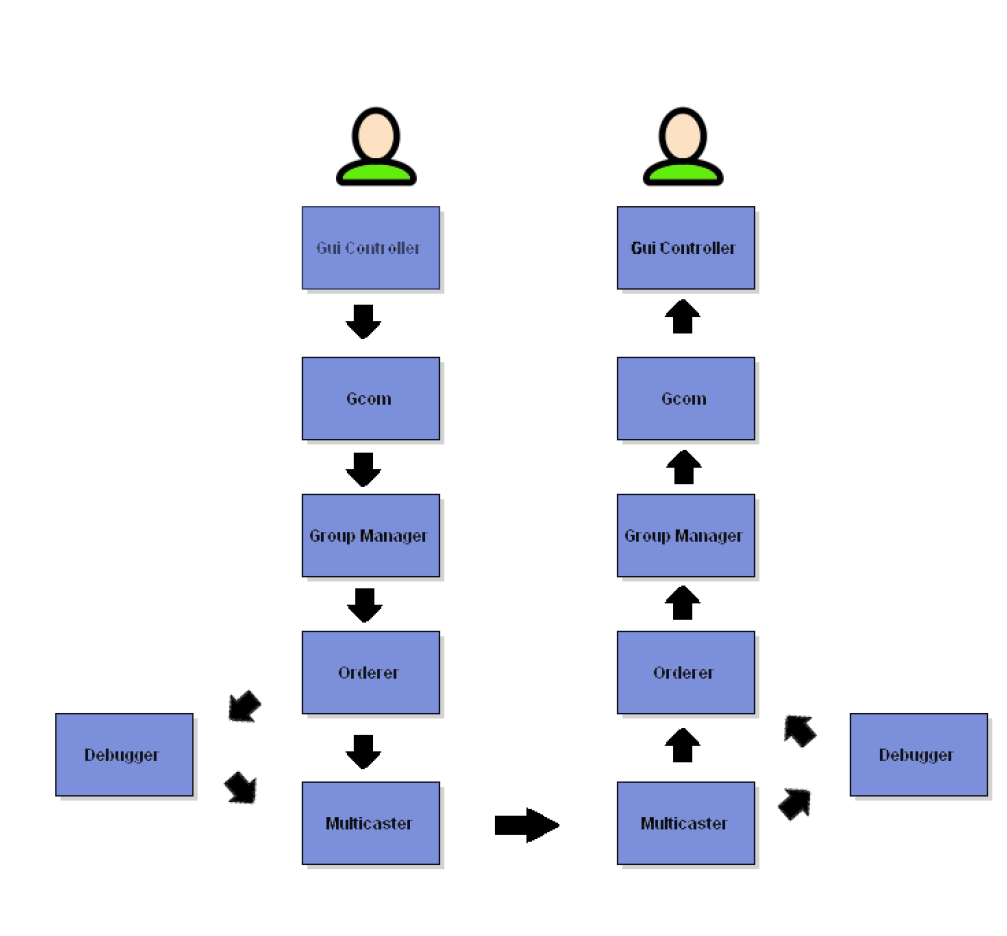 Gui Controller
Gui Controller
Gcom
Gcom
Group Manager
Group Manager
Orderer
Orderer
Debugger
Debugger
Multicaster
Multicaster